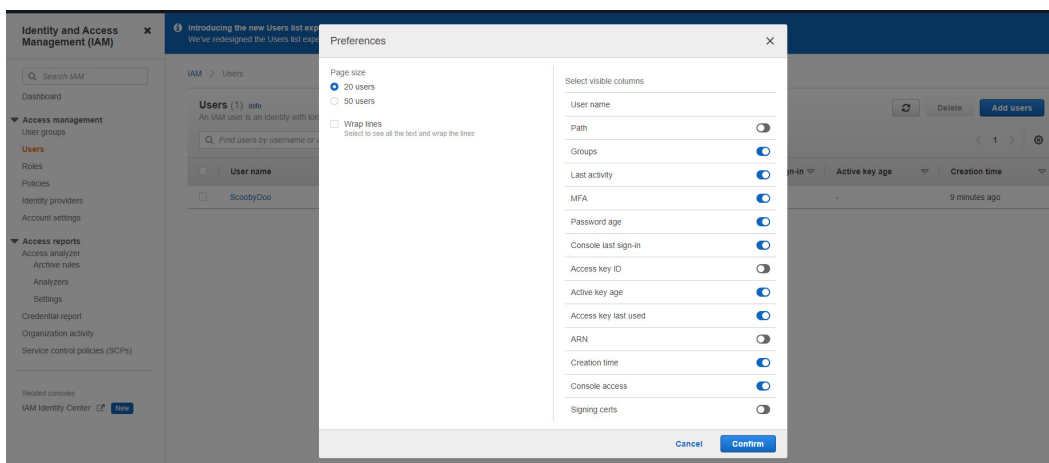 Identity and Access
Management (IAM)
Search IAM
Dashboard
Access management
User groups
Users
Roles
Policies
Identity providers
Account settings
Access reports
Access analyzer
Archive rules
Analyzers
Settings
Credential report
Organization activity
Service control policies (SCPs)
Related consoles
IAM Identity Center New
Introducing the new Users list
We've redesigned the Users list
IAM > Users
Users (1) Info
An IAM user is an identity with
Find users by username or
User name
ScoobyDoo
Preferences
Page size
20 users
50 users
Wrap lines
Select to see all the text and wrap the lines
Select visible columns
User name
Path
Groups
Last activity
MFA
Password age
Console last sign-in
Access key ID
Active key age
Access key last used
ARN
Creation time
Console access
Signing certs
Cancel Confirm
Delete Add users
1
Active key age Creation time
- 9 minutes ago